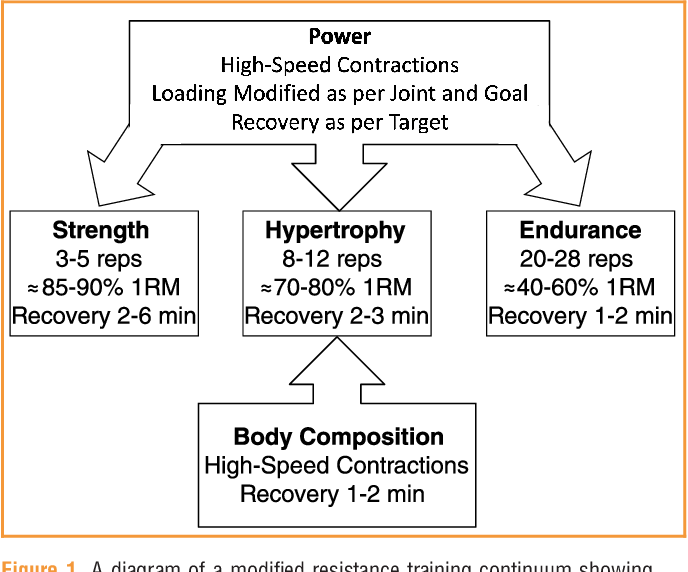 Power
High-Speed Contractions
Loading Modified as per Joint and Goal
Recovery as per Target
Strength
3-5 reps
≈85-90% 1RM
Recovery 2-6 min
Hypertrophy
8-12 reps
≈70-80% 1RM
Recovery 2-3 min
Endurance
20-28 reps
≈40-60% 1RM
Recovery 1-2 min
Body Composition
High-Speed Contractions
Recovery 1-2 min
Figure 1. A diagram of a modified resistance training continuum showing